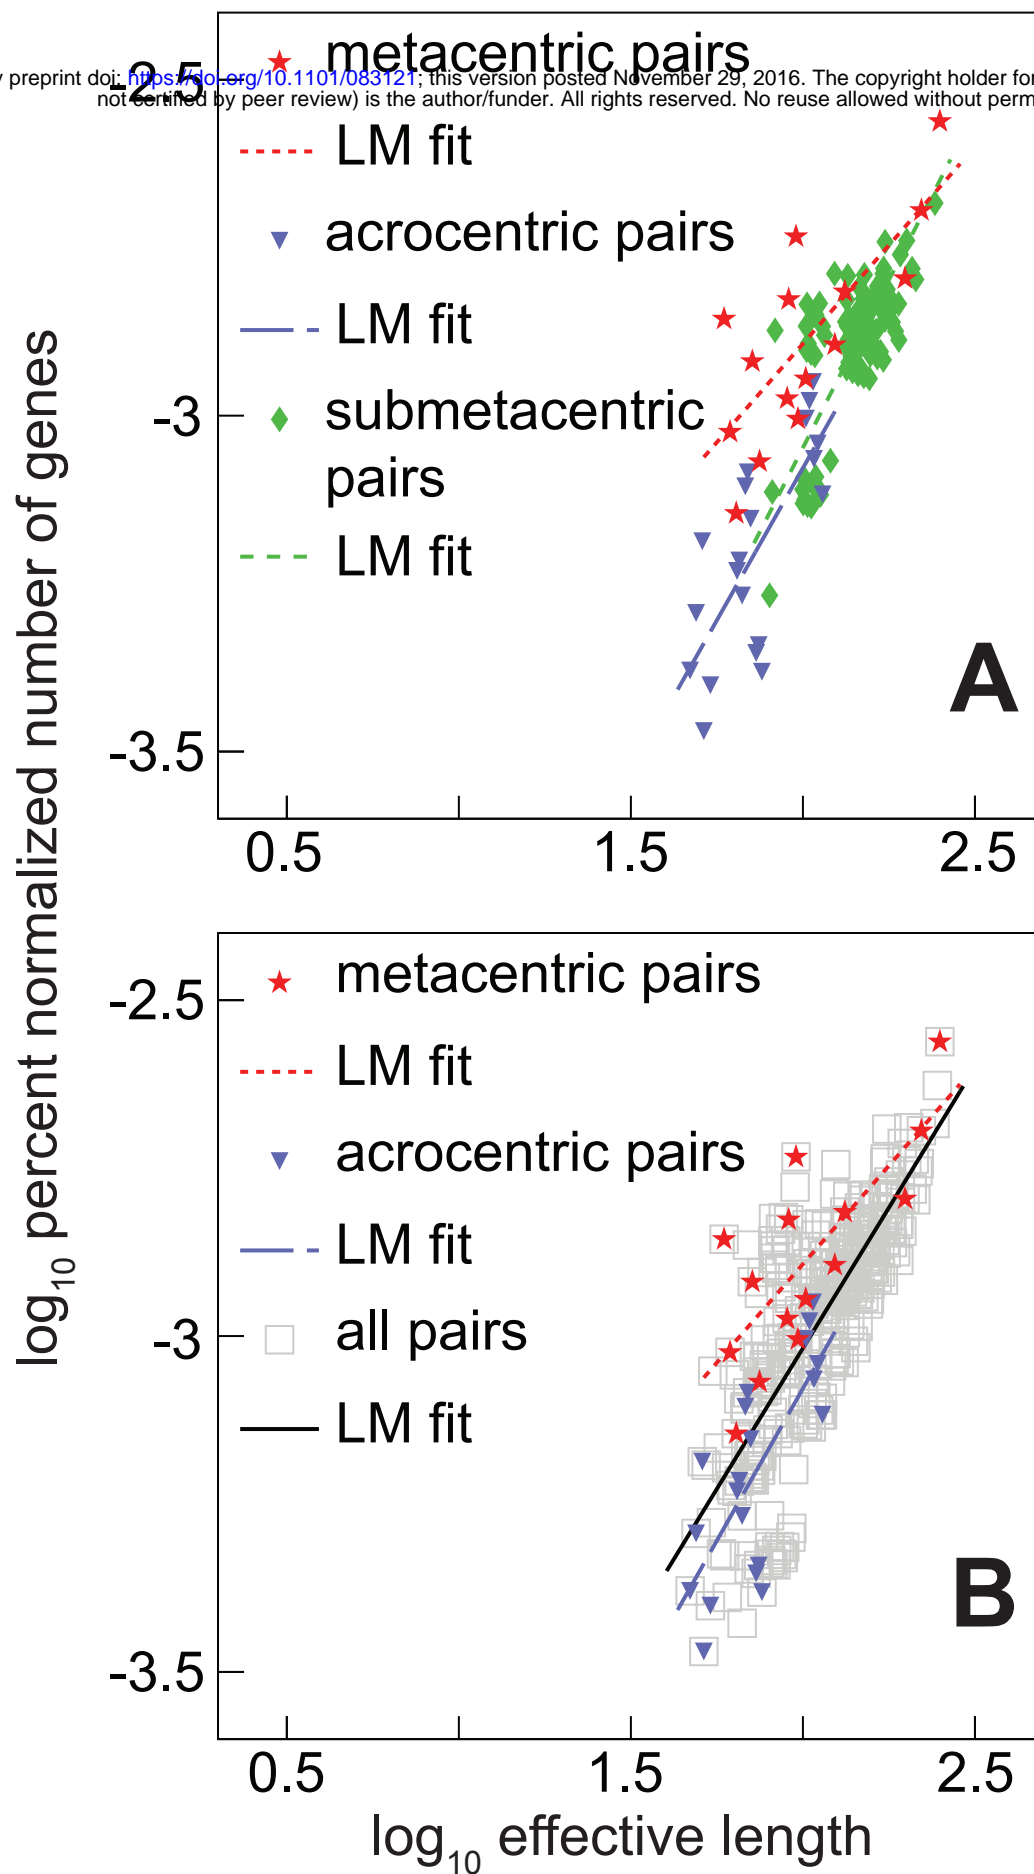 metacentric pairs
y preprint doi: https://doi.org/10.1101/083121; this version posted November 29, 2016. The copyright holder for
-2.5
not certified by peer review) is the author/funder. All rights reserved. No reuse allowed without perm
LM fit
acrocentric pairs
LM fit
submetacentric
pairs
LM fit
-3
-3.5
A
0.5 1.5 2.5
log10 percent normalized number of genes
metacentric pairs
-2.5
LM fit
acrocentric pairs
LM fit
all pairs
-3
LM fit
B
-3.5
0.5 1.5 2.5
log10 effective length